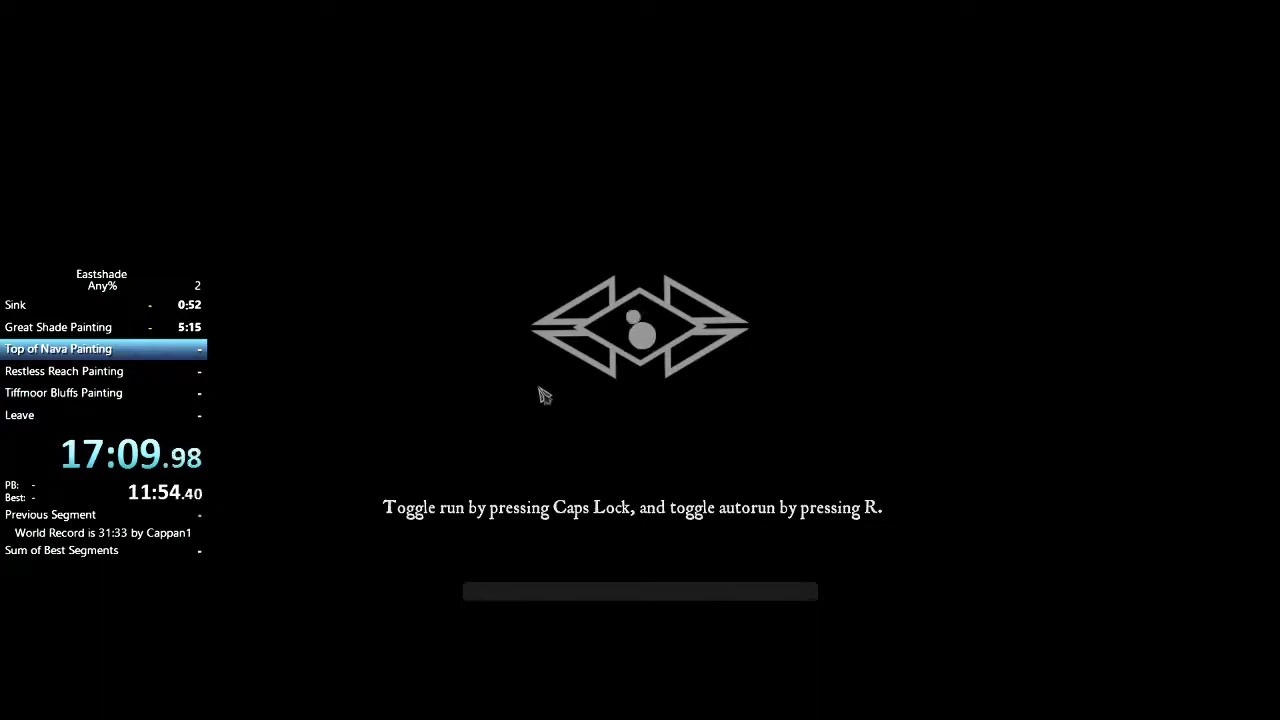 Eastshade
Any% 2
Sink - 0:52
Great Shade Painting - 5:15
Top of Nava Painting -
Restless Reach Painting -
Tiffmoor Bluffs Painting -
Leave -
17:09.98
PB: - 11:54.40
Best: -
Previous Segment -
World Record is 31:33 by Cappan1
Sum of Best Segments -
Toggle run by pressing Caps Lock, and toggle autorun by pressing R.